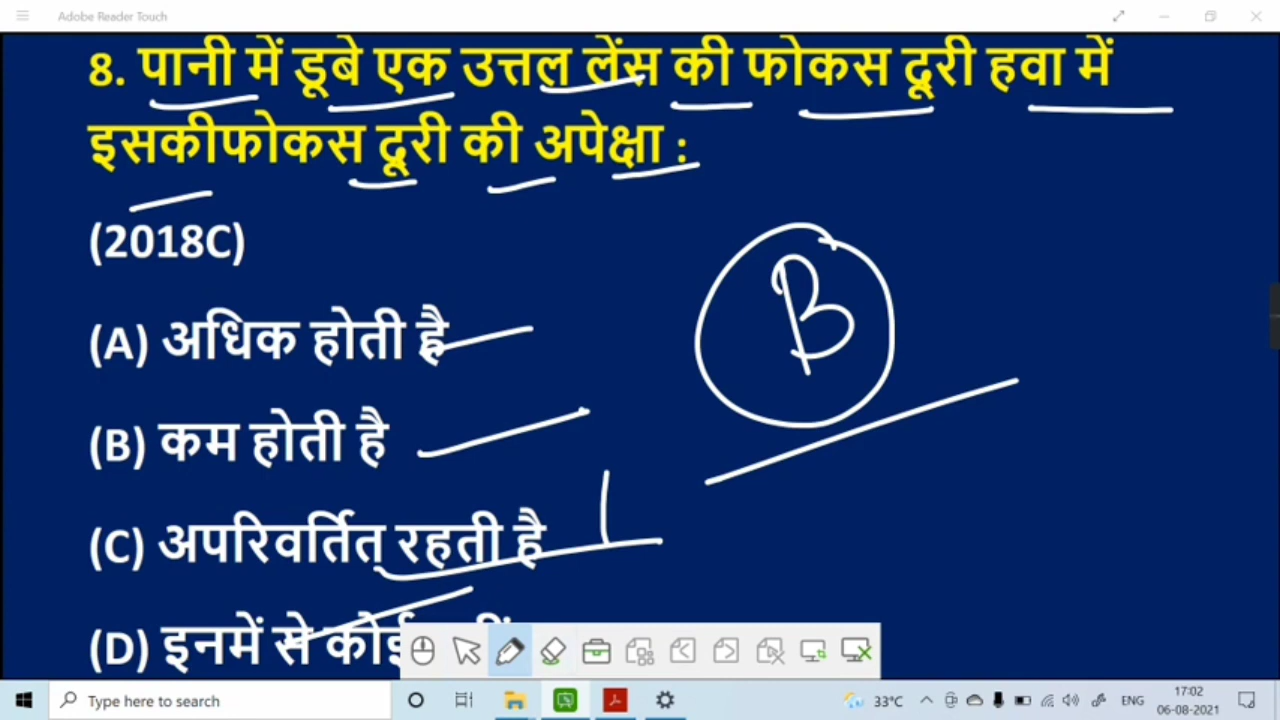 Adobe Reader Touch
8. पानी में डूबे एक उत्तल लेंस की फोकस दूरी हवा में
इसकीफोकस दूरी की अपेक्षा :
(2018C)
(A) अधिक होती है
B
(B) कम होती है
(C) अपरिवर्तित रहती है
(D) इनमें से कोई
Type here to search
33°C
ENG
17:02
06-08-2021